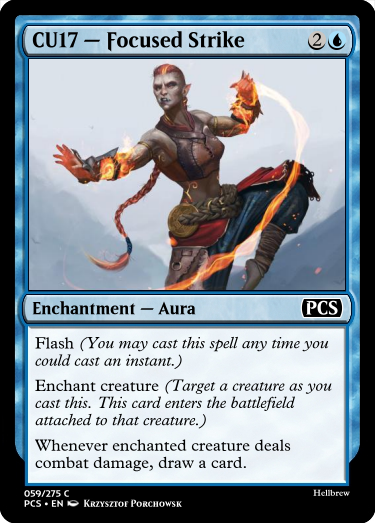 CU17 — Focused Strike 2
Enchantment — Aura PCS
Flash (You may cast this spell any time you
could cast an instant.)
Enchant creature (Target a creature as you
cast this. This card enters the battlefield
attached to that creature.)
Whenever enchanted creature deals
combat damage, draw a card.
059/275 C Hellbrew
PCS • EN Krzysztof Porchowsk